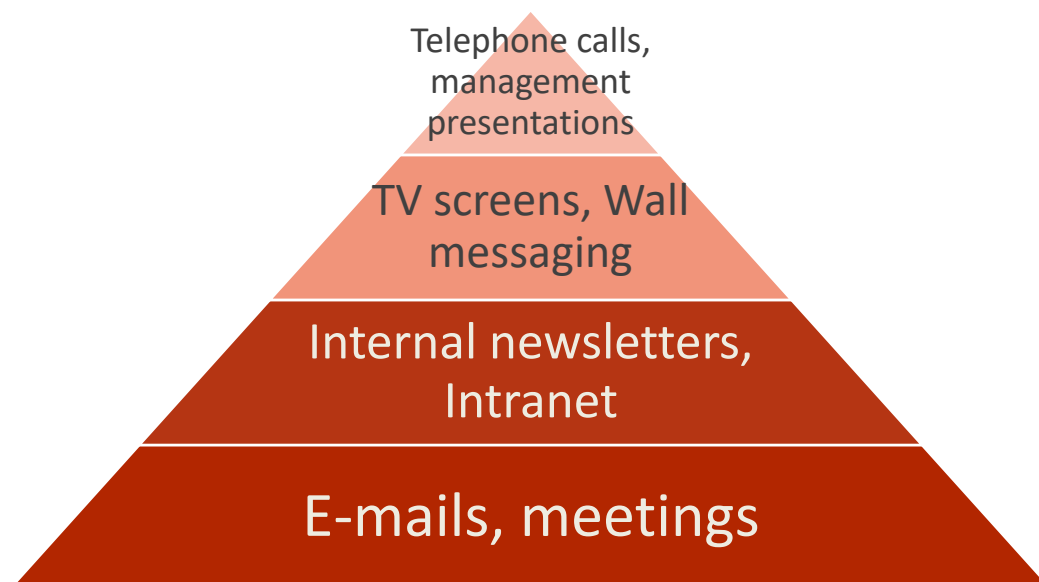 Telephone calls,
management
presentations
TV screens, Wall
messaging
Internal newsletters,
Intranet
E-mails, meetings